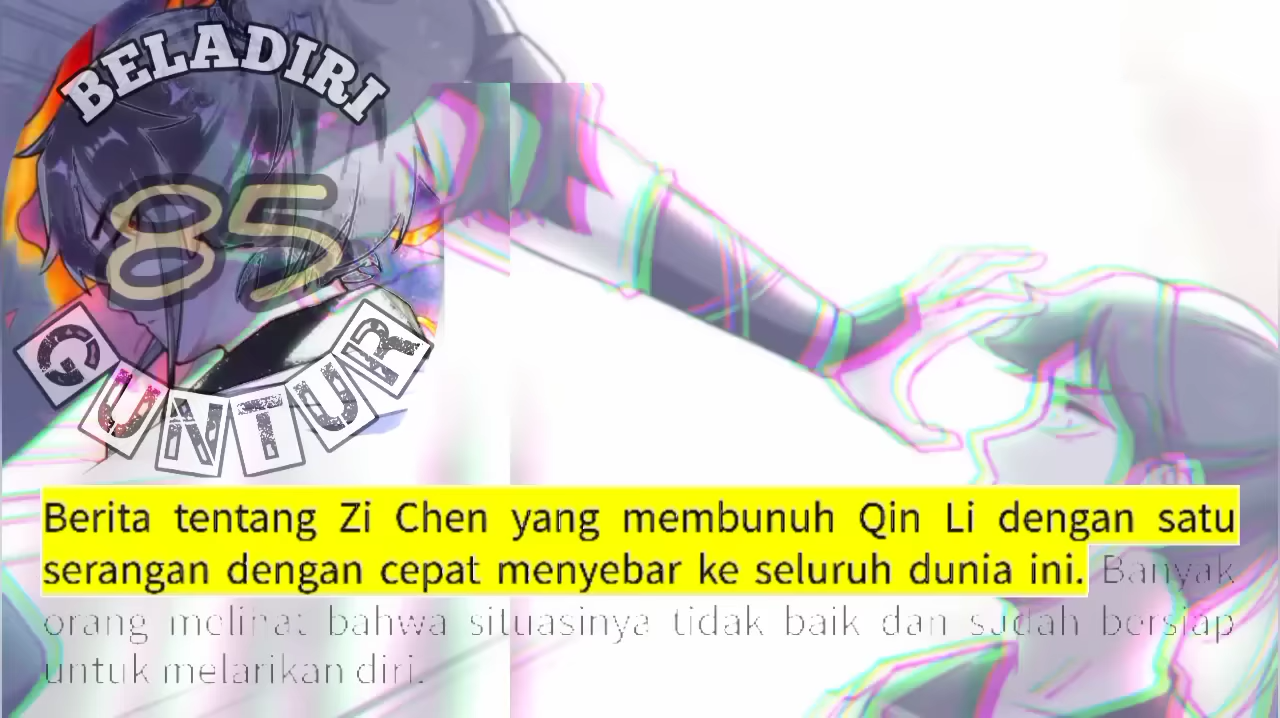 BELADIRI
85
GUNTUR
Berita tentang Zi Chen yang membunuh Qin Li dengan satu
serangan dengan cepat menyebar ke seluruh dunia ini. Banyak
orang melihat bahwa situasinya tidak baik dan sudah bersiap
untuk melarikan diri.